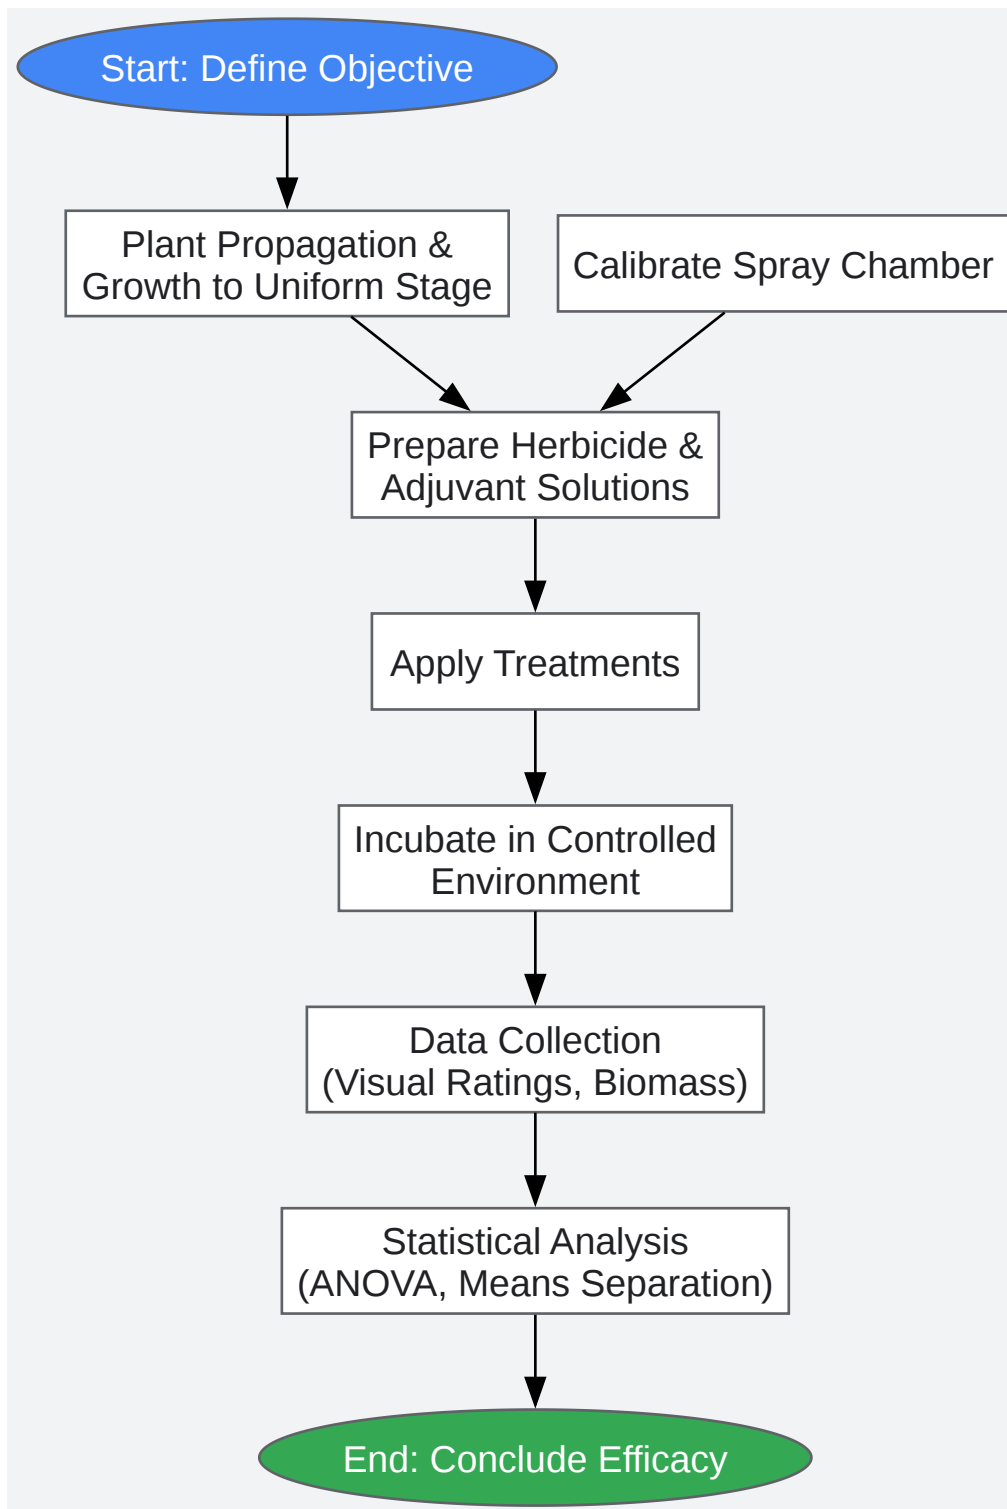 Start: Define Objective
Plant Propagation &
Growth to Uniform Stage
Calibrate Spray Chamber
Prepare Herbicide &
Adjuvant Solutions
Apply Treatments
Incubate in Controlled
Environment
Data Collection
(Visual Ratings, Biomass)
Statistical Analysis
(ANOVA, Means Separation)
End: Conclude Efficacy